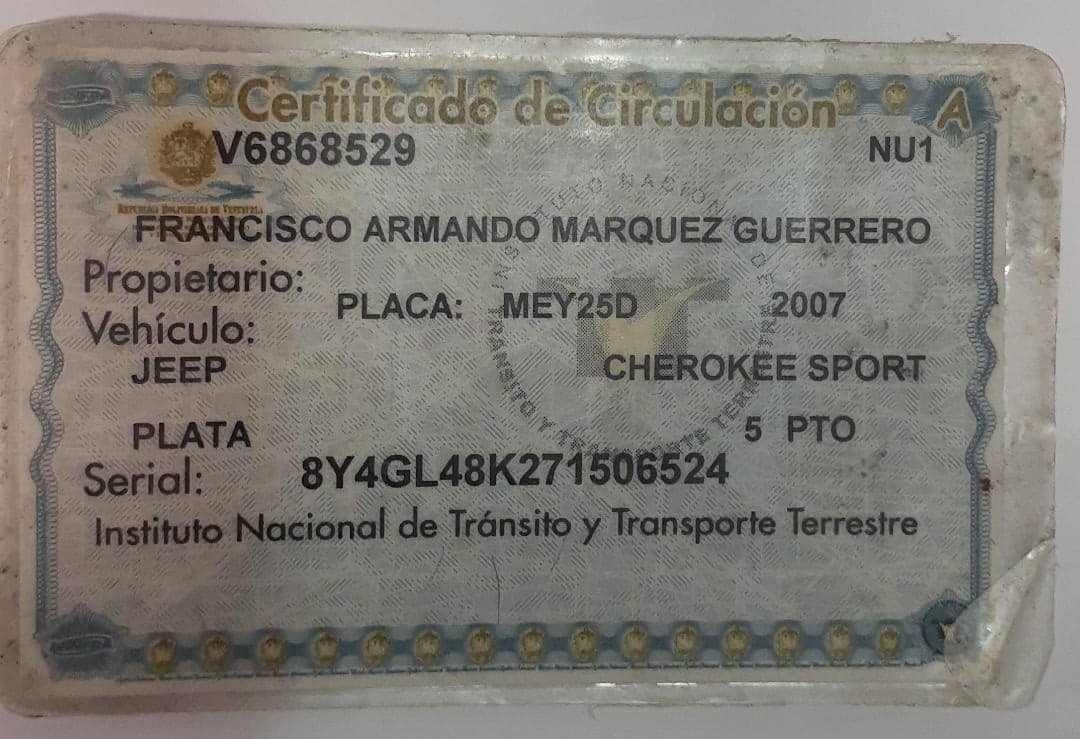 Certificado de Circulación
A
V6868529 NU1
REPUBLICA BOLIVARIANA DE VENEZUELA
FRANCISCO ARMANDO MARQUEZ GUERRERO
Propietario:
PLACA: MEY25D 2007
Vehículo:
JEEP CHEROKEE SPORT
PLATA 5 PTO
Serial: 8Y4GL48K271506524
Instituto Nacional de Tránsito y Transporte Terrestre
INSTITUTO NACIONAL DE TRANSITO Y TRANSPORTE TERRESTRE